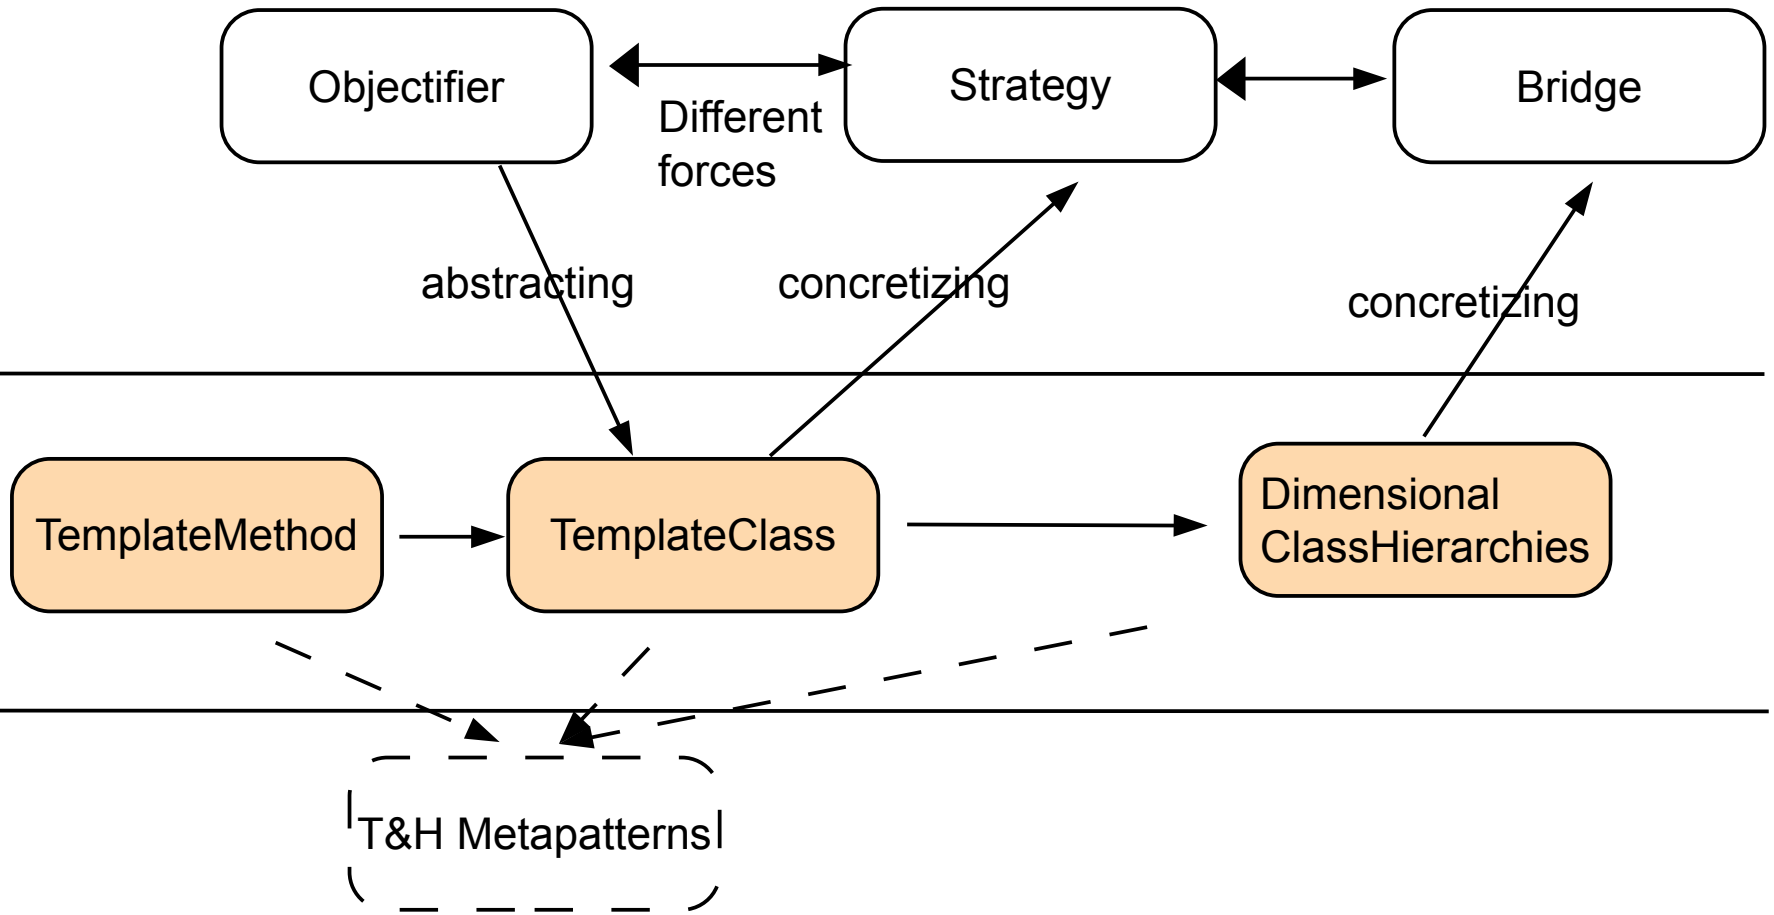 Objectifier
Strategy
Bridge
Different
forces
abstracting
concretizing
concretizing
TemplateMethod
TemplateClass
Dimensional
ClassHierarchies
T&H Metapatterns